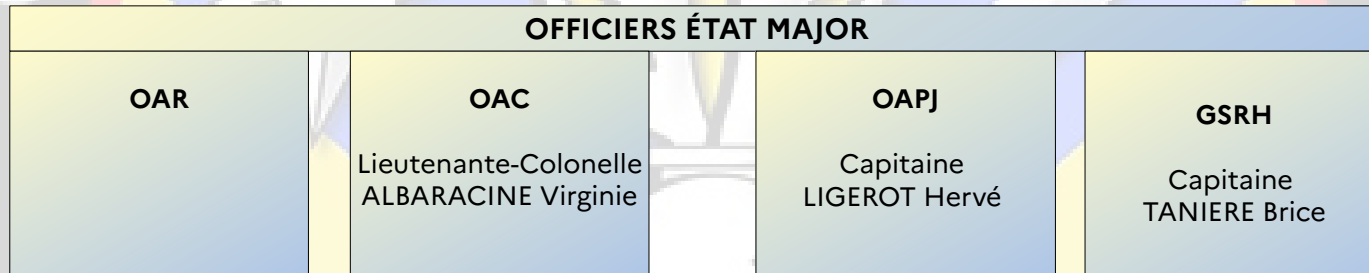 OFFICIERS ÉTAT MAJOR
OAR
OAC
Lieutenante-Colonelle
ALBARACINE Virginie
OAPJ
Capitaine
LIGEROT Hervé
GSRH
Capitaine
TANIERE Brice